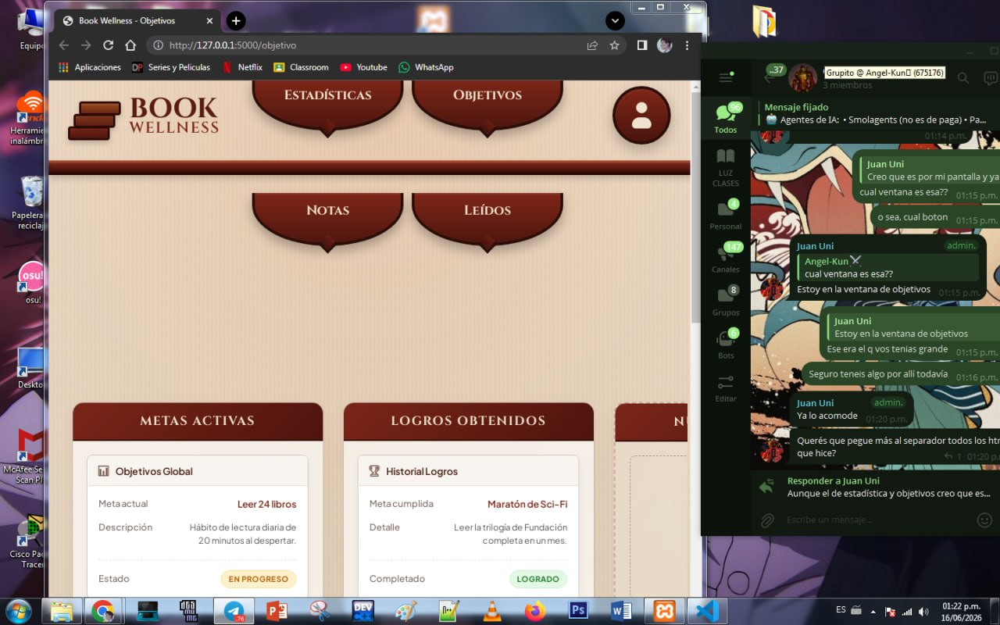 Equipo
Herramie
inalámbr
Papelera
reciclaj
osu!
osu!
Deskto
McAfee Se
Scan Pl
Cisco Pac
Tracer
Book Wellness - Objetivos
http://127.0.0.1:5000/objetivo
Aplicaciones
DP Series y Peliculas
Netflix
Classroom
Youtube
WhatsApp
BOOK
WELLNESS
ESTADÍSTICAS
OBJETIVOS
NOTAS
LEÍDOS
METAS ACTIVAS
Objetivos Global
Meta actual
Leer 24 libros
Descripción
Hábito de lectura diaria de
20 minutos al despertar.
Estado
EN PROGRESO
LOGROS OBTENIDOS
Historial Logros
Meta cumplida
Maratón de Sci-Fi
Detalle
Leer la trilogía de Fundación
completa en un mes.
Completado
LOGRADO
..37
Grupito @ Angel-Kun (675176)
3 miembros
96
Todos
LUZ
CLASES
4
Personal
147
Canales
8
Grupos
6
Bots
Editar
Mensaje fijado
Agentes de IA: • Smolagents (no es de paga) • Pa...
01:14 p.m.
Juan Uni
Creo que es por mi pantalla y ya
cual ventana es esa??
01:15 p.m.
o sea, cual boton
01:15 p.m.
Juan Uni
admin.
Angel-Kun
cual ventana es esa??
Estoy en la ventana de objetivos
01:15 p.m.
Juan Uni
Estoy en la ventana de objetivos
Ese era el q vos tenias grande
01:15 p.m.
Seguro teneis algo por allí todavía
01:16 p.m.
Juan Uni
admin.
Ya lo acomode
01:20 p.m.
Querés que pegue más al separador todos los htm
que hice?
1
01:20 p.m
Responder a Juan Uni
Aunque el de estadística y objetivos creo que es...
Escribe un mensaje...
76
DEV
C++
Ps
ES
01:22 p.m.
16/06/2026